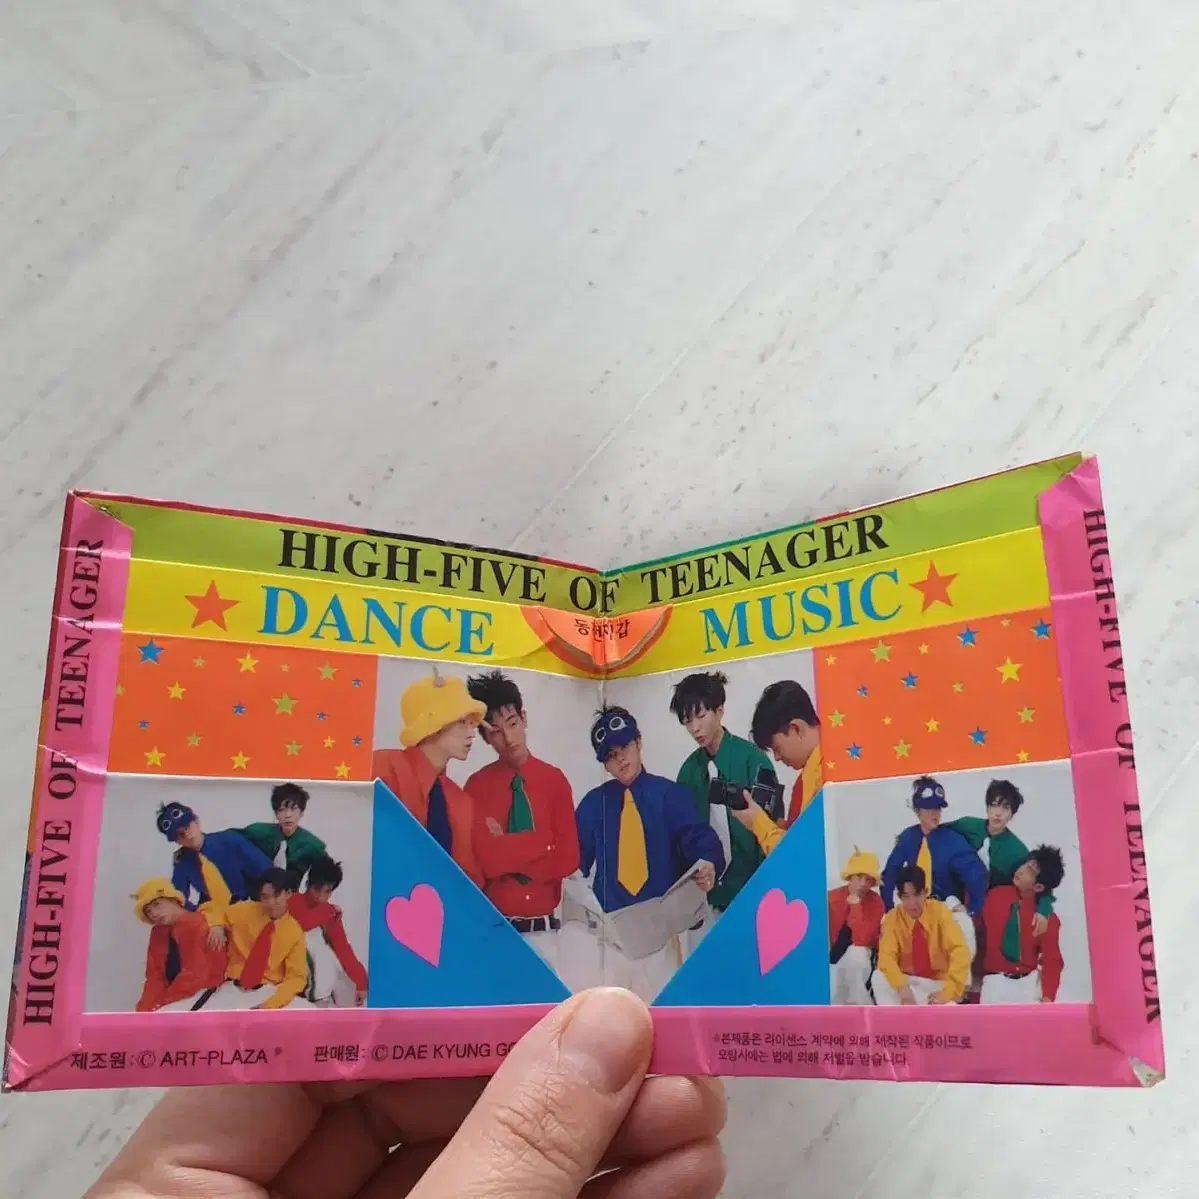 HIGH-FIVE OF TEENAGER
DANCE MUSIC
동전지갑
HIGH-FIVE OF TEENAGER
HIGH-FIVE OF TEENAGER
제조원:Ⓒ ART-PLAZA ® 판매원: Ⓒ DAE KYUNG
※본제품은 라이센스 계약에 의해 제작된 작품이므로
모방시에는 법에 의해 처벌을 받습니다.